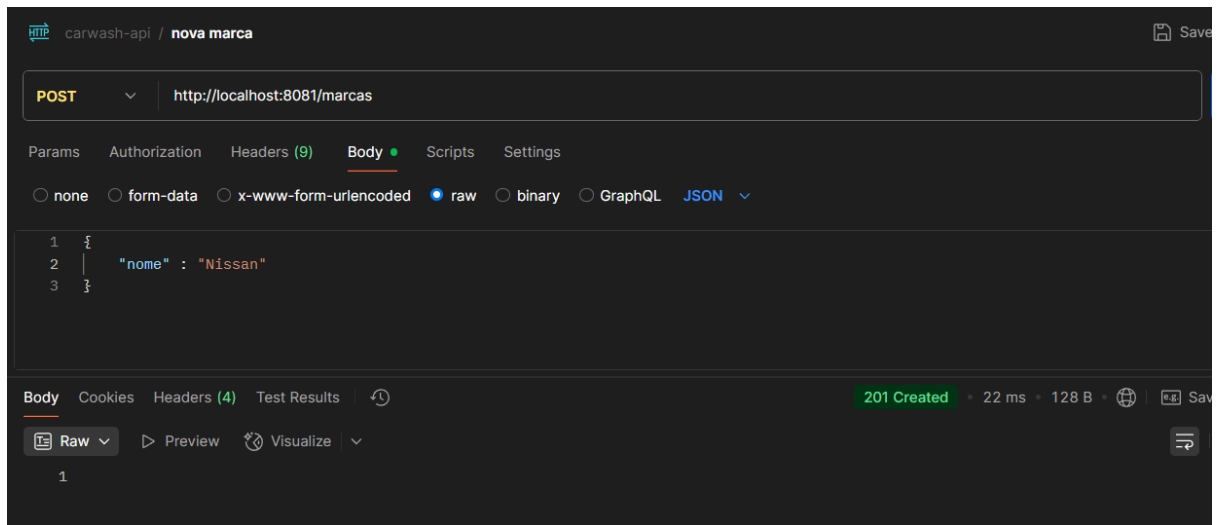 HTTP carwash-api / nova marca Save
POST http://localhost:8081/marcas
Params Authorization Headers (9) Body Scripts Settings
none form-data x-www-form-urlencoded raw binary GraphQL JSON
1 {
2 "nome" : "Nissan"
3 }
Body Cookies Headers (4) Test Results 201 Created 22 ms 128 B e.g. Sav
Raw Preview Visualize
1